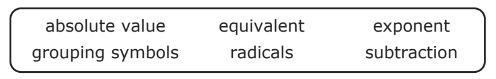 absolute value equivalent exponent
grouping symbols radicals subtraction